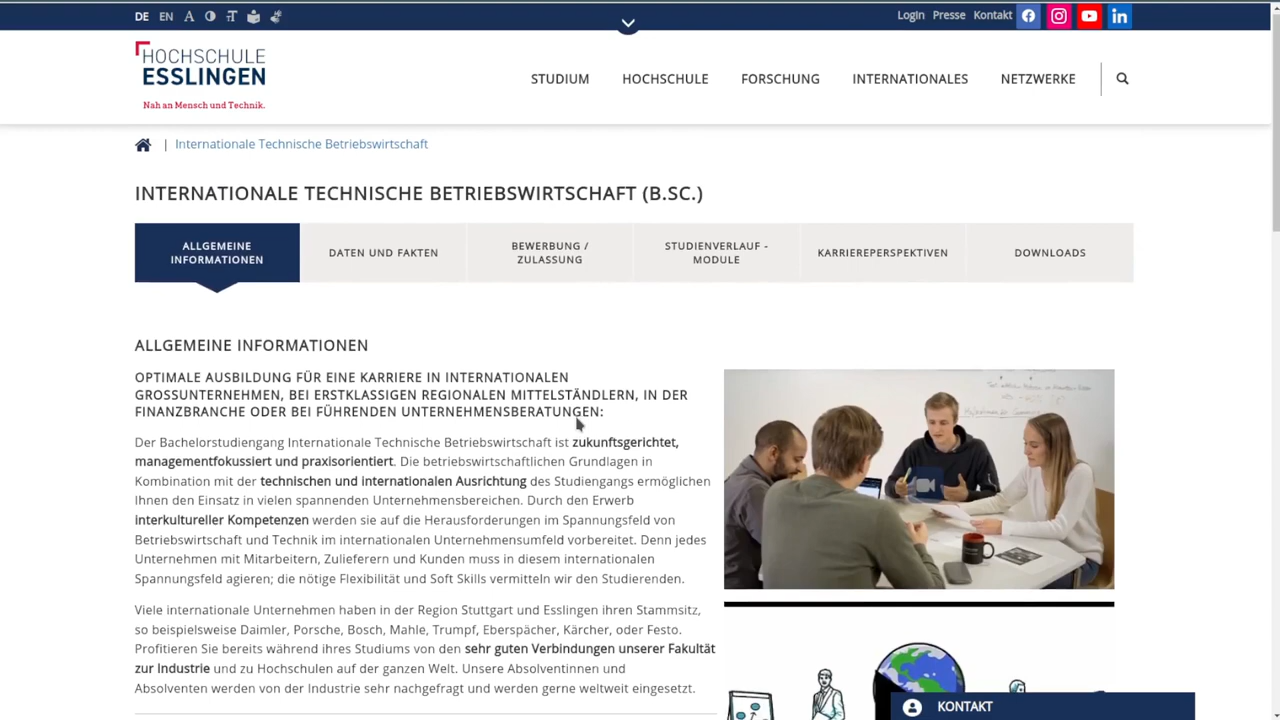 DE EN A T
Login Presse Kontakt
HOCHSCHULE
ESSLINGEN
Nah an Mensch und Technik.
STUDIUM HOCHSCHULE FORSCHUNG INTERNATIONALES NETZWERKE
| Internationale Technische Betriebswirtschaft
INTERNATIONALE TECHNISCHE BETRIEBSWIRTSCHAFT (B.SC.)
ALLGEMEINE
INFORMATIONEN
DATEN UND FAKTEN
BEWERBUNG /
ZULASSUNG
STUDIENVERLAUF -
MODULE
KARRIEREPERSPEKTIVEN
DOWNLOADS
ALLGEMEINE INFORMATIONEN
OPTIMALE AUSBILDUNG FÜR EINE KARRIERE IN INTERNATIONALEN
GROSSUNTERNEHMEN, BEI ERSTKLASSIGEN REGIONALEN MITTELSTÄNDLERN, IN DER
FINANZBRANCHE ODER BEI FÜHRENDEN UNTERNEHMENSBERATUNGEN:
Der Bachelorstudiengang Internationale Technische Betriebswirtschaft ist zukunftsgerichtet,
managementfokussiert und praxisorientiert. Die betriebswirtschaftlichen Grundlagen in
Kombination mit der technischen und internationalen Ausrichtung des Studiengangs ermöglichen
Ihnen den Einsatz in vielen spannenden Unternehmensbereichen. Durch den Erwerb
interkultureller Kompetenzen werden sie auf die Herausforderungen im Spannungsfeld von
Betriebswirtschaft und Technik im internationalen Unternehmensumfeld vorbereitet. Denn jedes
Unternehmen mit Mitarbeitern, Zulieferern und Kunden muss in diesem internationalen
Spannungsfeld agieren; die nötige Flexibilität und Soft Skills vermitteln wir den Studierenden.
Viele internationale Unternehmen haben in der Region Stuttgart und Esslingen ihren Stammsitz,
so beispielsweise Daimler, Porsche, Bosch, Mahle, Trumpf, Eberspächer, Kärcher, oder Festo.
Profitieren Sie bereits während ihres Studiums von den sehr guten Verbindungen unserer Fakultät
zur Industrie und zu Hochschulen auf der ganzen Welt. Unsere Absolventinnen und
Absolventen werden von der Industrie sehr nachgefragt und werden gerne weltweit eingesetzt.
KONTAKT